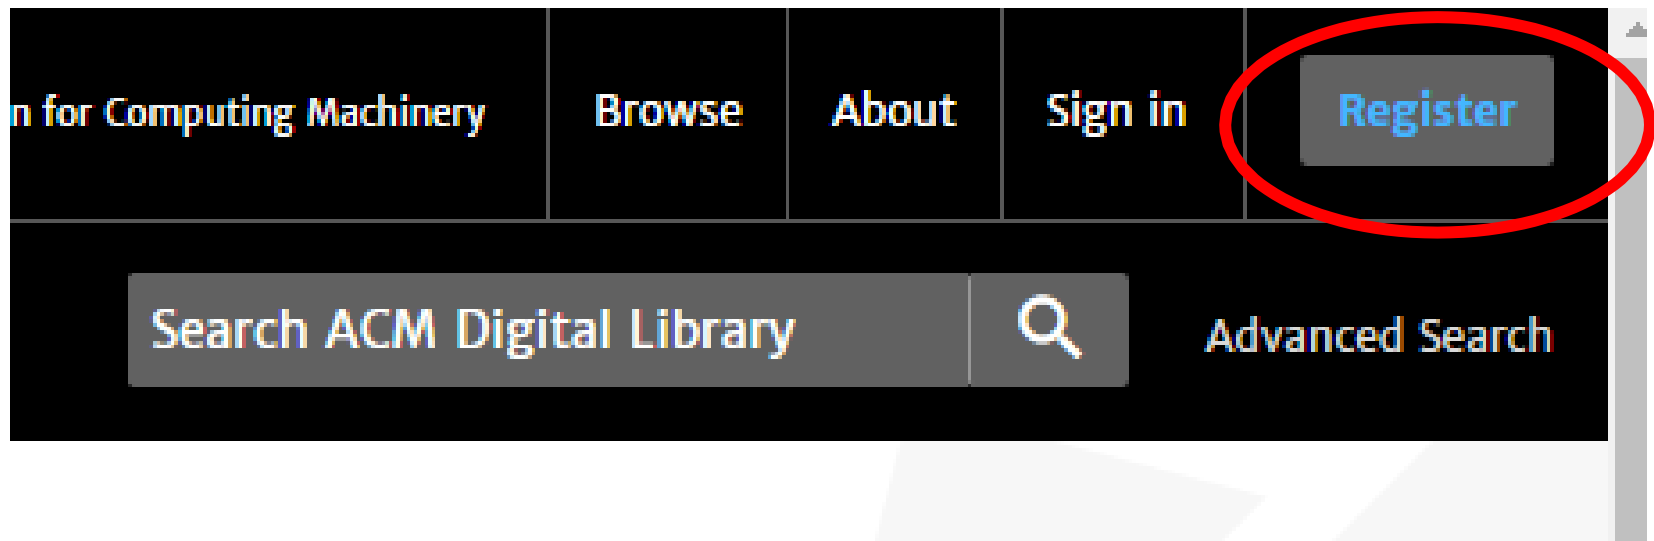 n for Computing Machinery Browse About Sign in Register
Search ACM Digital Library Advanced Search